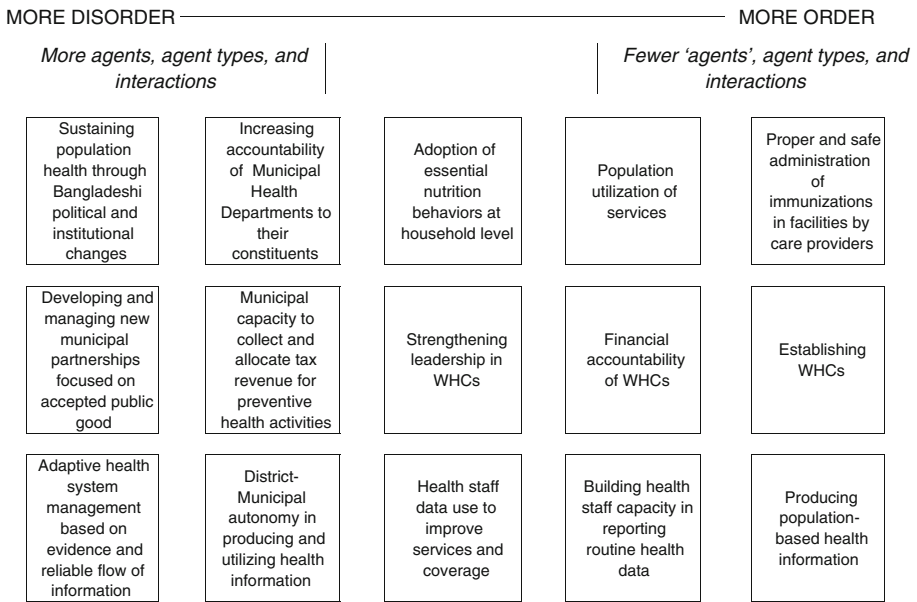 MORE DISORDER MORE ORDER
More agents, agent types, and
interactions
Fewer ‘agents’, agent types, and
interactions
Sustaining
population
health through
Bangladeshi
political and
institutional
changes
Increasing
accountability
of Municipal
Health
Departments to
their
constituents
Adoption of
essential
nutrition
behaviors at
household level
Population
utilization of
services
Proper and safe
administration
of
immunizations
in facilities by
care providers
Developing and
managing new
municipal
partnerships
focused on
accepted public
good
Municipal
capacity to
collect and
allocate tax
revenue for
preventive
health activities
Strengthening
leadership in
WHCs
Financial
accountability
of WHCs
Establishing
WHCs
Adaptive health
system
management
based on
evidence and
reliable flow of
information
District-
Municipal
autonomy in
producing and
utilizing health
information
Health staff
data use to
improve
services and
coverage
Building health
staff capacity in
reporting
routine health
data
Producing
population-
based health
information